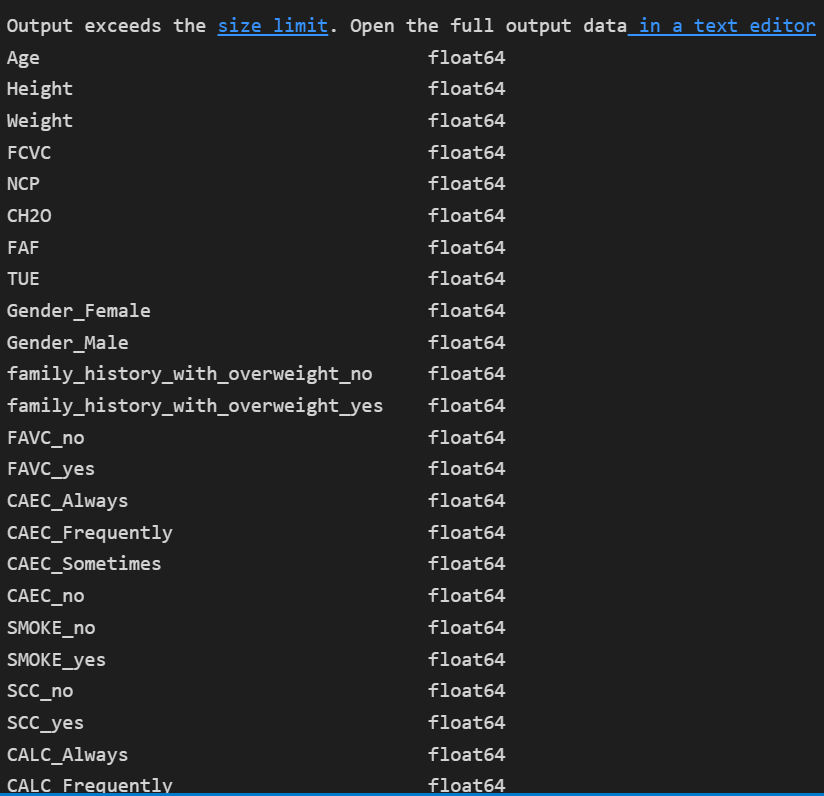 Output exceeds the size limit. Open the full output data in a text editor
Age float64
Height float64
Weight float64
FCVC float64
NCP float64
CH2O float64
FAF float64
TUE float64
Gender_Female float64
Gender_Male float64
family_history_with_overweight_no float64
family_history_with_overweight_yes float64
FAVC_no float64
FAVC_yes float64
CAEC_Always float64
CAEC_Frequently float64
CAEC_Sometimes float64
CAEC_no float64
SMOKE_no float64
SMOKE_yes float64
SCC_no float64
SCC_yes float64
CALC_Always float64
CALC_Frequently float64